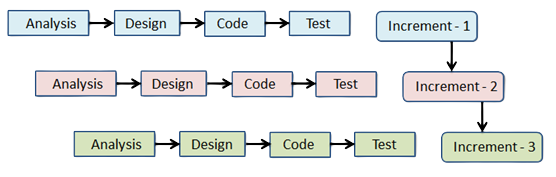 Analysis Design Code Test Increment - 1
Analysis Design Code Test Increment - 2
Analysis Design Code Test Increment - 3